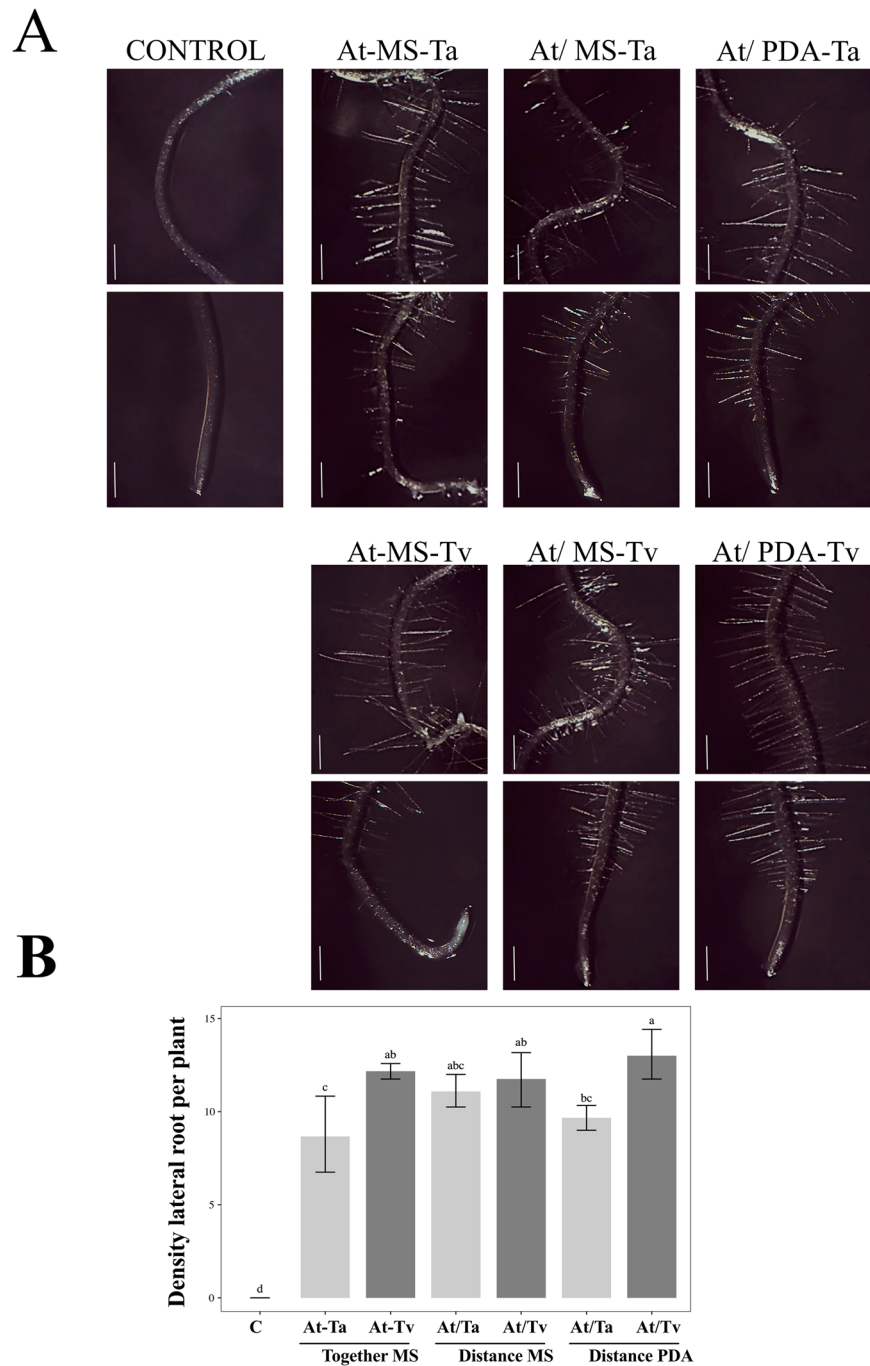 A
CONTROL At-MS-Ta At/ MS-Ta At/ PDA-Ta
At-MS-Tv At/ MS-Tv At/ PDA-Tv
B
Density lateral root per plant
15
10
5
0
d c ab abc ab bc a
C At-Ta At-Tv At/Ta At/Tv At/Ta At/Tv
Together MS Distance MS Distance PDA